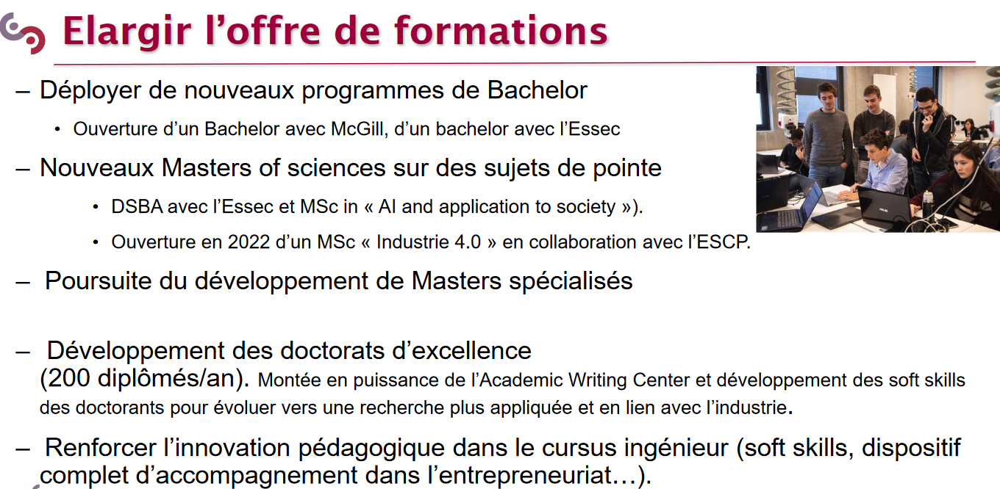 Elargir l’offre de formations
– Déployer de nouveaux programmes de Bachelor
• Ouverture d’un Bachelor avec McGill, d’un bachelor avec l’Essec
– Nouveaux Masters of sciences sur des sujets de pointe
• DSBA avec l’Essec et MSc in « AI and application to society »).
• Ouverture en 2022 d’un MSc « Industrie 4.0 » en collaboration avec l’ESCP.
– Poursuite du développement de Masters spécialisés
– Développement des doctorats d’excellence
(200 diplômés/an). Montée en puissance de l’Academic Writing Center et développement des soft skills
des doctorants pour évoluer vers une recherche plus appliquée et en lien avec l’industrie.
– Renforcer l’innovation pédagogique dans le cursus ingénieur (soft skills, dispositif
complet d’accompagnement dans l’entrepreneuriat…).